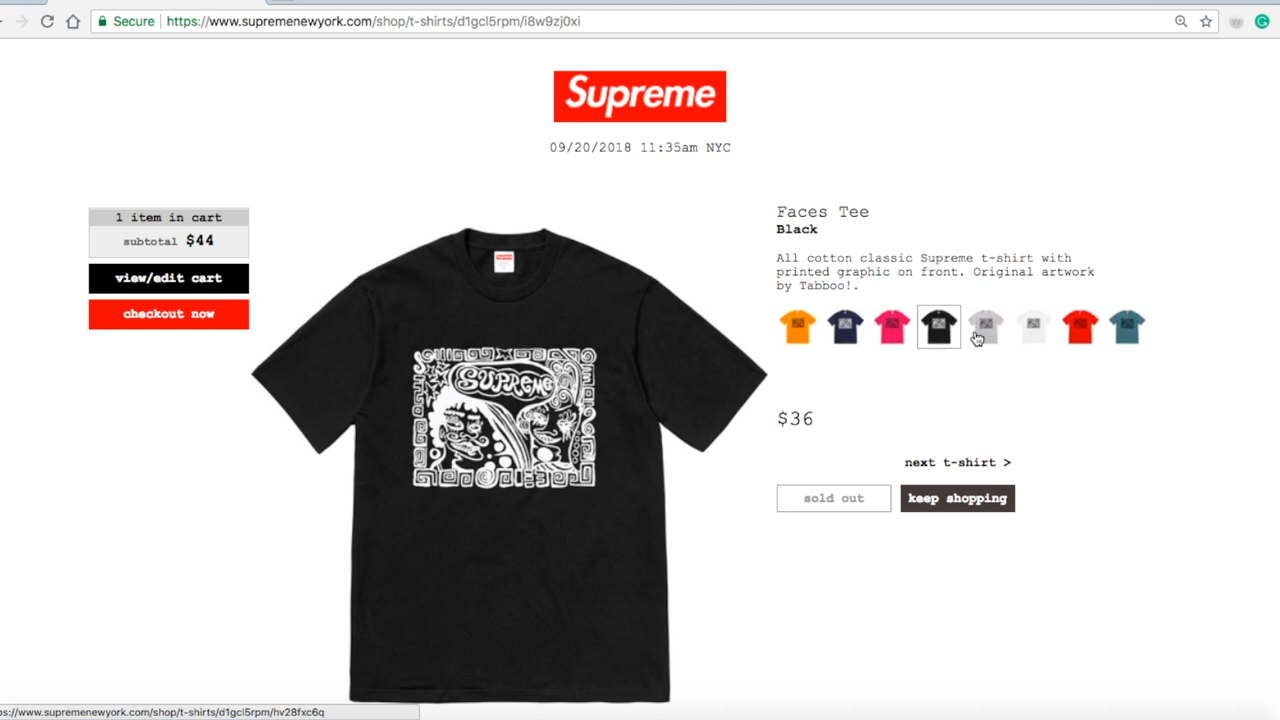 Secure
https://www.supremenewyork.com/shop/t-shirts/d1gcl5rpm/i8w9zj0xi
Supreme
09/20/2018 11:35am NYC
1 item in cart
subtotal $44
view/edit cart
checkout now
Faces Tee
Black
All cotton classic Supreme t-shirt with
printed graphic on front. Original artwork
by Tabboo!.
SUPREME
$36
next t-shirt >
sold out
keep shopping
ps://www.supremenewyork.com/shop/t-shirts/d1gcl5rpm/hv28fxc6q